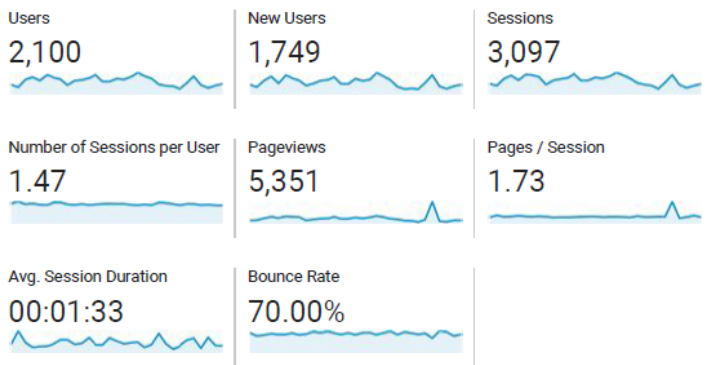 Users
2,100
New Users
1,749
Sessions
3,097
Number of Sessions per User
1.47
Pageviews
5,351
Pages / Session
1.73
Avg. Session Duration
00:01:33
Bounce Rate
70.00%